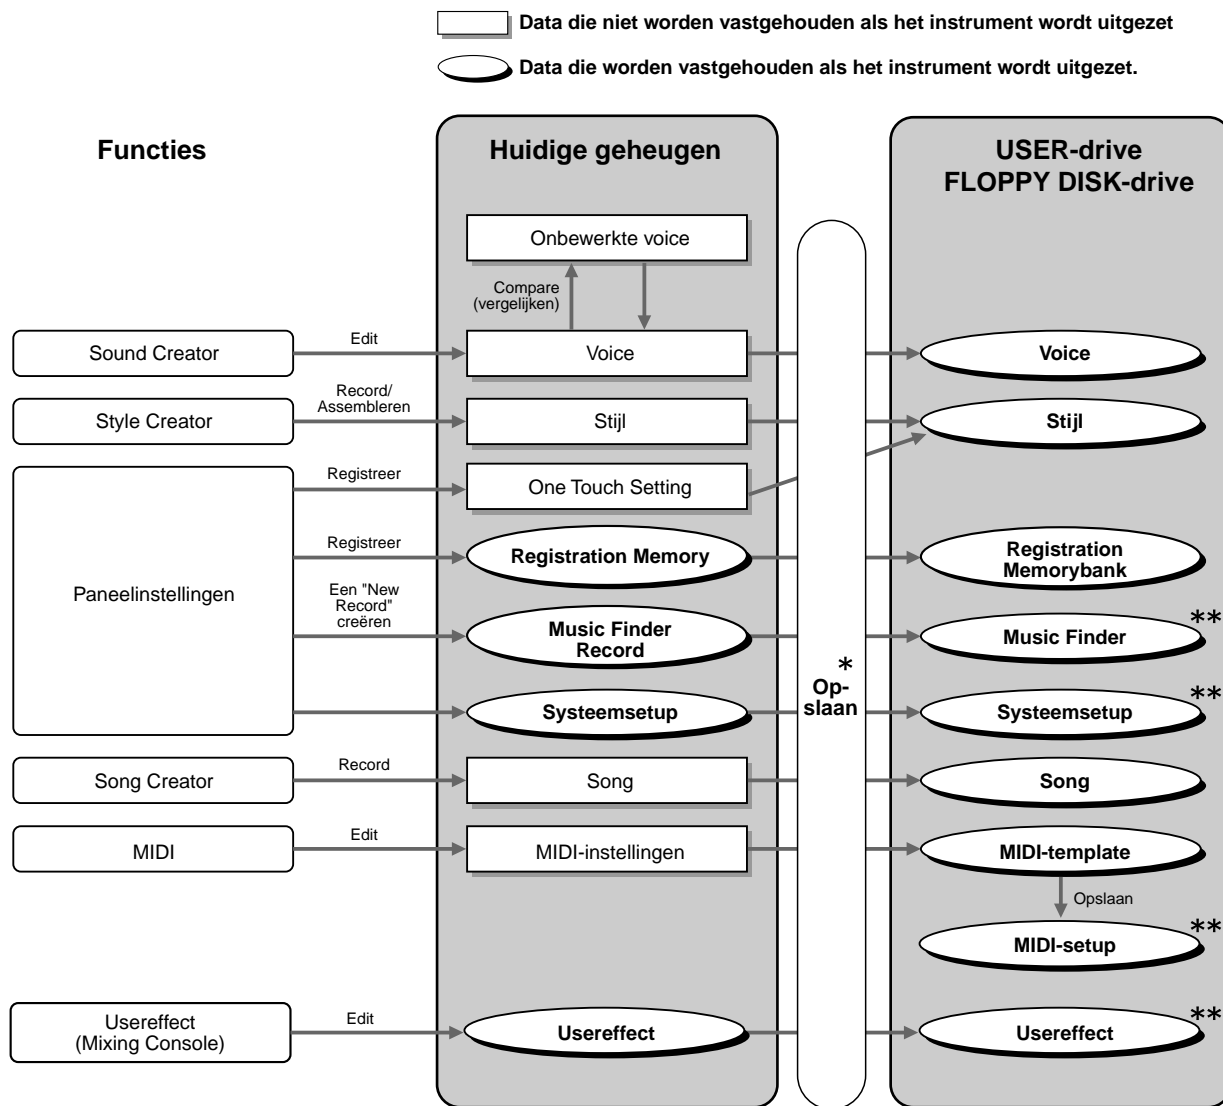 Data die niet worden vastgehouden als het instrument wordt uitgezet
Data die worden vastgehouden als het instrument wordt uitgezet.
Functies
Huidige geheugen
USER-drive
FLOPPY DISK-drive
Onbewerkte voice
Compare
(vergelijken)
Sound Creator
Edit
Voice
Voice
Style Creator
Record/
Assembleren
Stijl
Stijl
Paneelinstellingen
Registreer
One Touch Setting
Registreer
Registration Memory
Registration
Memorybank
Een "New
Record"
creëren
Music Finder
Record
Music Finder
**
*
Op-
slaan
Systeemsetup
Systeemsetup
**
Song Creator
Record
Song
Song
MIDI
Edit
MIDI-instellingen
MIDI-template
Opslaan
MIDI-setup
**
Usereffect
(Mixing Console)
Edit
Usereffect
Usereffect
**